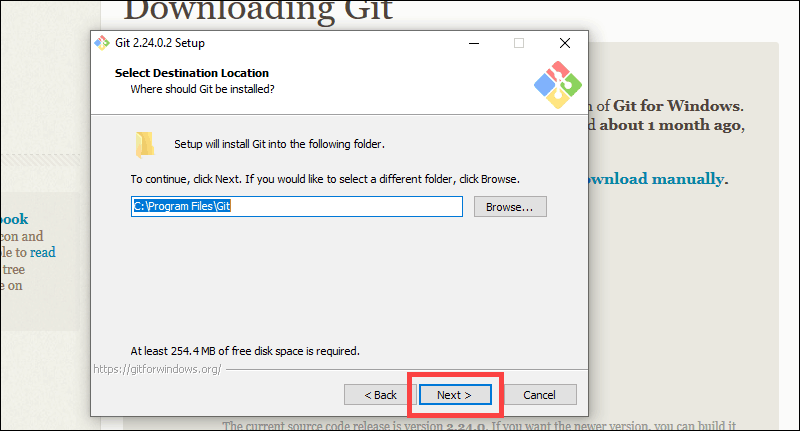 Downloading Git
Git 2.24.0.2 Setup
Select Destination Location
Where should Git be installed?
n of Git for Windows.
d about 1 month ago,
Setup will install Git into the following folder.
To continue, click Next. If you would like to select a different folder, click Browse.
ownload manually.
C:\Program Files\Git
Browse...
book
con and
ble to read
tree
e on
At least 254.4 MB of free disk space is required.
https://gitforwindows.org/
< Back
Next >
Cancel
The current source code release is version 2.24.0. If you want the newer version, you can build it